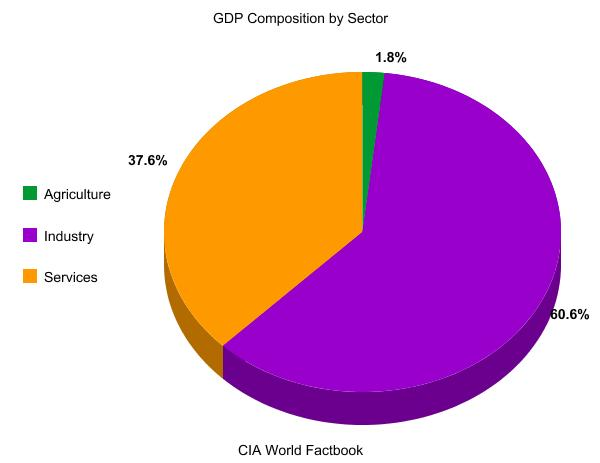 GDP Composition by Sector
1.8%
37.6%
Agriculture
Industry
Services
60.6%
CIA World Factbook